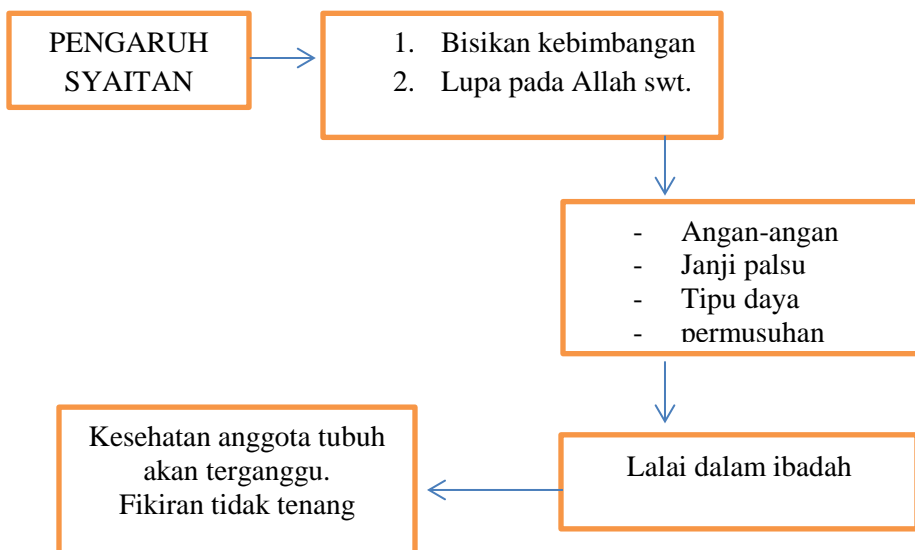 PENGARUH
SYAITAN
1. Bisikan kebimbangan
2. Lupa pada Allah swt.
- Angan-angan
- Janji palsu
- Tipu daya
- permusuhan
Lalai dalam ibadah
Kesehatan anggota tubuh
akan terganggu.
Fikiran tidak tenang